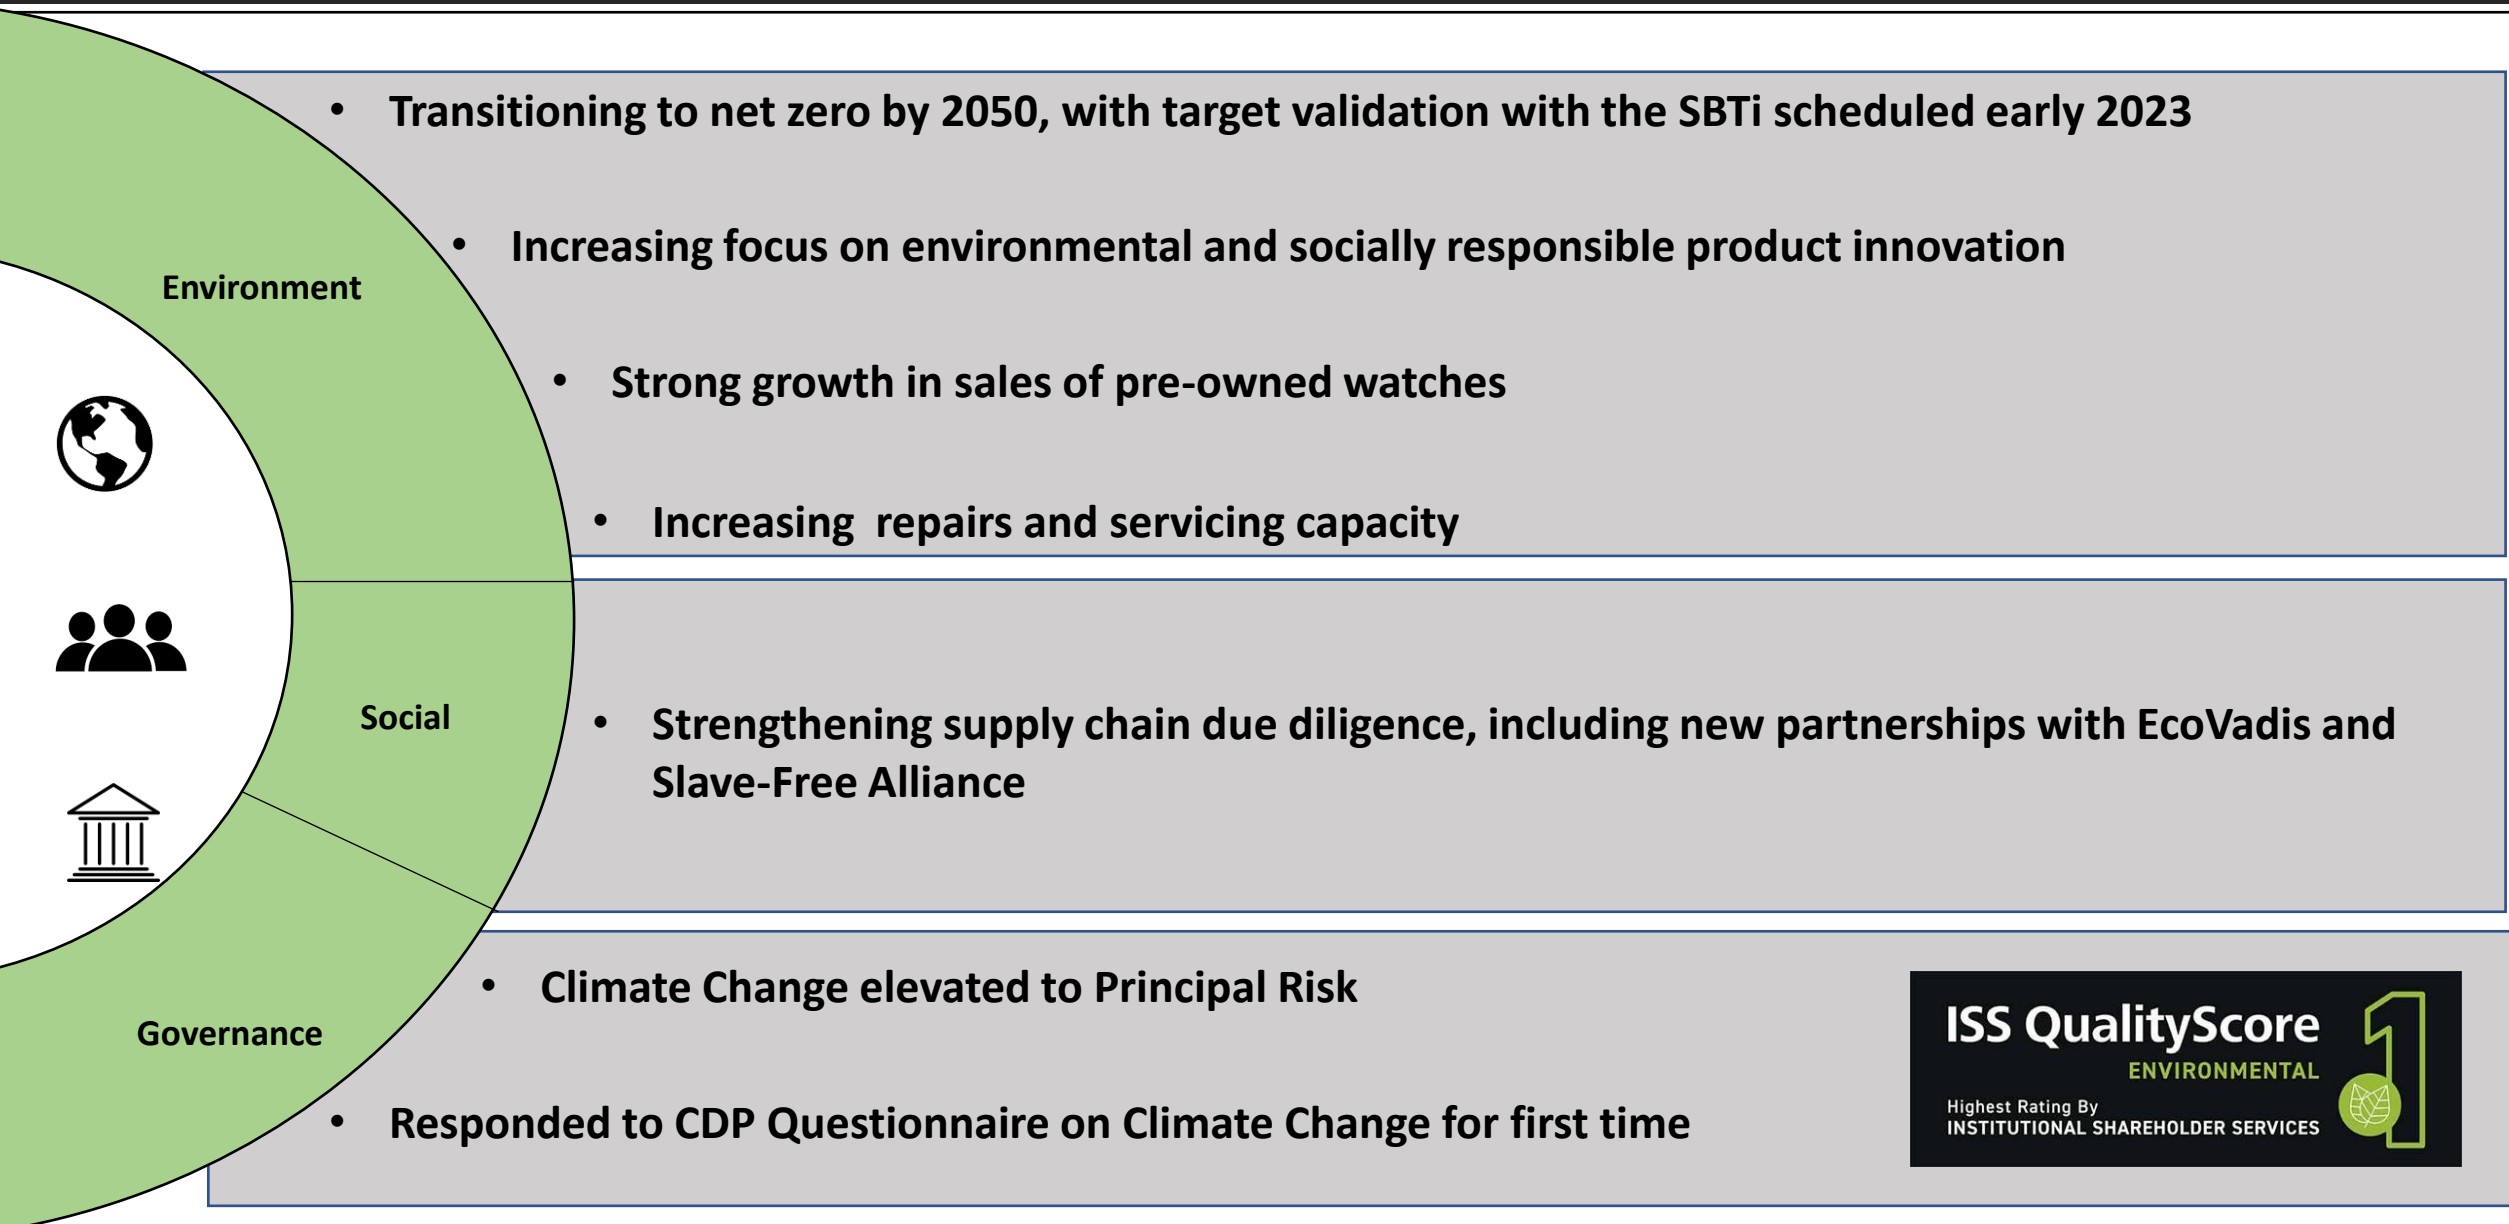 • Transitioning to net zero by 2050, with target validation with the SBTi scheduled early 2023
• Increasing focus on environmental and socially responsible product innovation
Environment
• Strong growth in sales of pre-owned watches
• Increasing  repairs and servicing capacity
Social
• Strengthening supply chain due diligence, including new partnerships with EcoVadis and
Slave-Free Alliance
• Climate Change elevated to Principal Risk
Governance
• Responded to CDP Questionnaire on Climate Change for first time
ISS QualityScore
ENVIRONMENTAL
Highest Rating By
INSTITUTIONAL SHAREHOLDER SERVICES
1